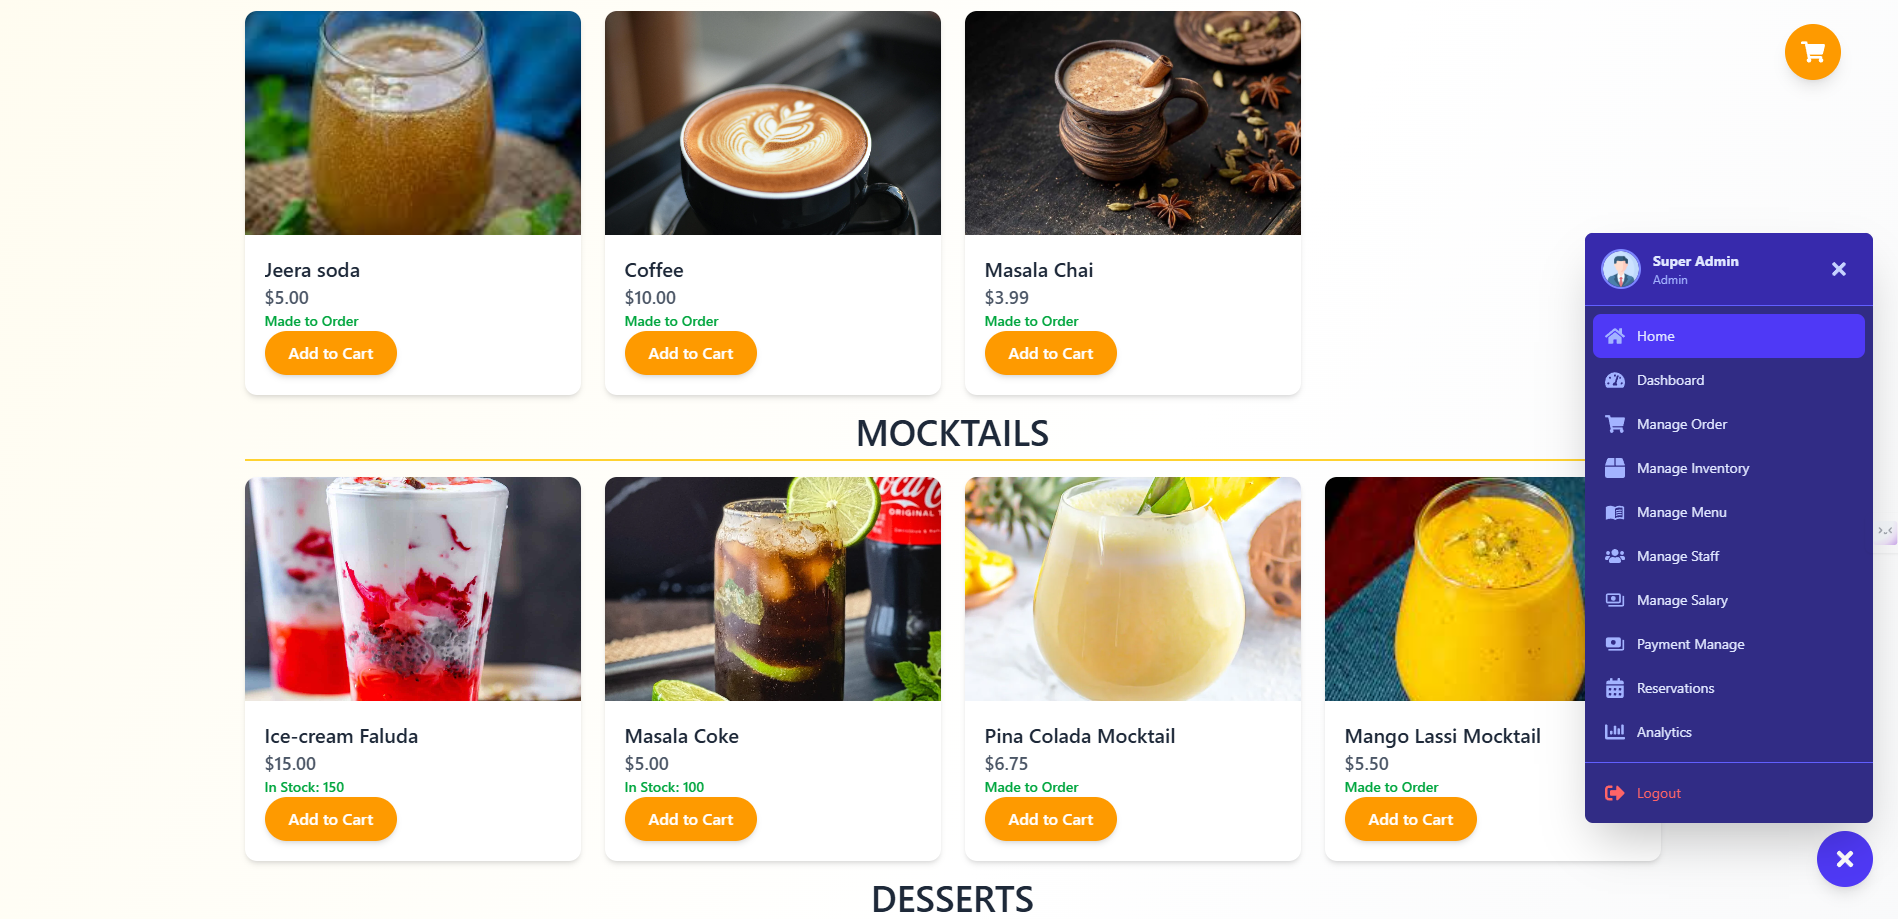 Jeera soda
$5.00
Made to Order
Add to Cart
Coffee
$10.00
Made to Order
Add to Cart
Masala Chai
$3.99
Made to Order
Add to Cart
MOCKTAILS
ORIGINAL
Ice-cream Faluda
$15.00
In Stock: 150
Add to Cart
Masala Coke
$5.00
In Stock: 100
Add to Cart
Pina Colada Mocktail
$6.75
Made to Order
Add to Cart
Mango Lassi Mocktail
$5.50
Made to Order
Add to Cart
DESSERTS
Super Admin
Admin
Home
Dashboard
Manage Order
Manage Inventory
Manage Menu
Manage Staff
Manage Salary
Payment Manage
Reservations
Analytics
Logout